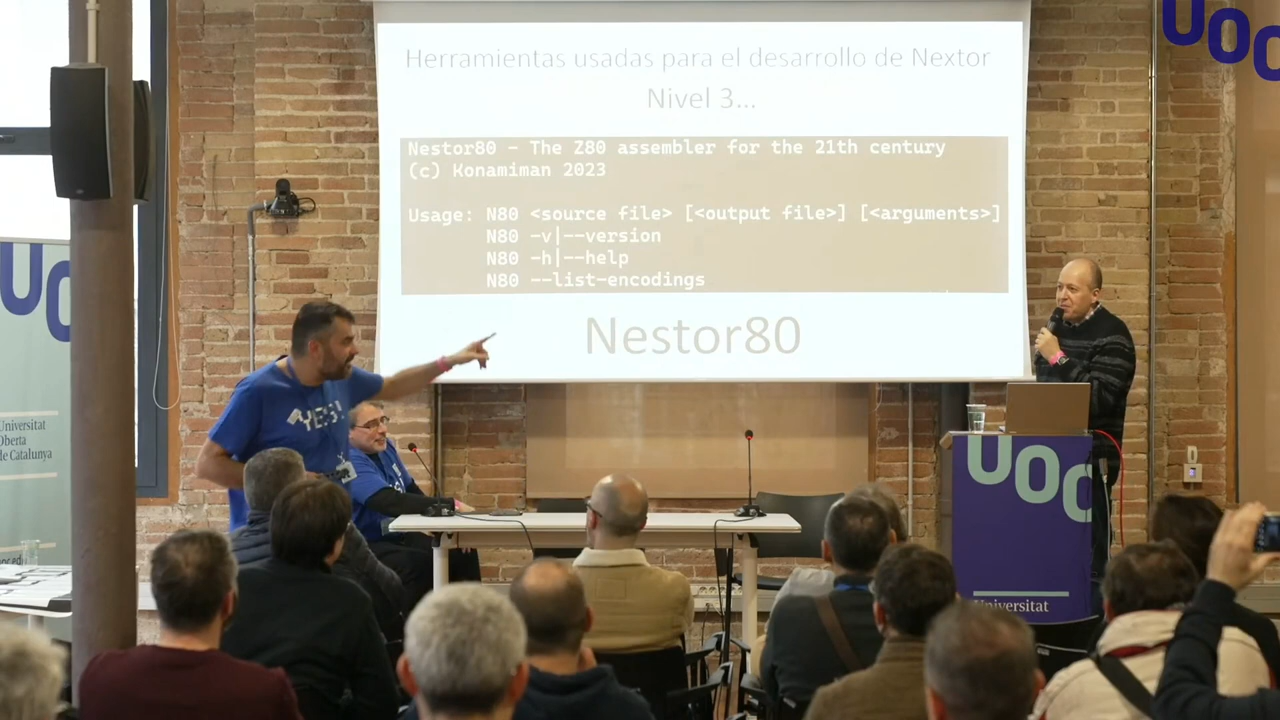 UOC
Herramientas usadas para el desarrollo de Nextor
Nivel 3...
Nestor80 - The Z80 assembler for the 21th century
(c) Konamiman 2023
Usage: N80 <source file> [<output file>] [<arguments>]
N80 -v|--version
N80 -h|--help
N80 --list-encodings
Nestor80
UO
Universitat
Oberta
de Catalunya
UOC
Universitat